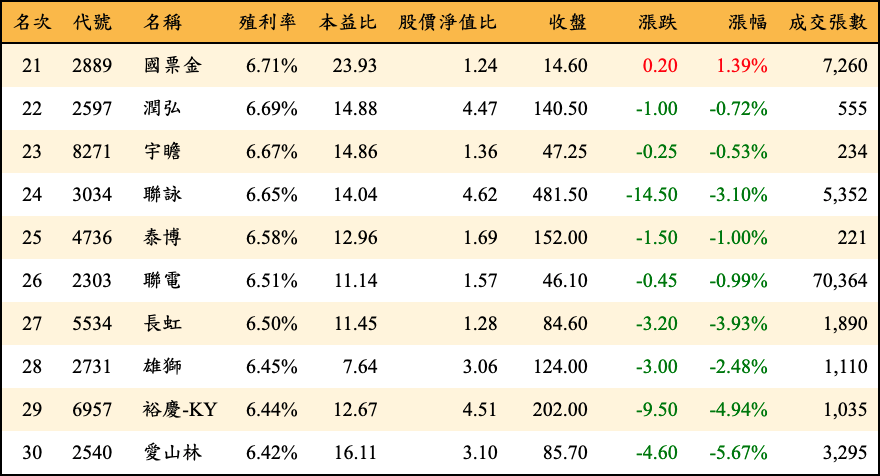 名次 代號 名稱 殖利率 本益比 股價淨值比 收盤 漲跌 漲幅 成交張數
21 2889 國票金 6.71% 23.93 1.24 14.60 0.20 1.39% 7,260
22 2597 潤弘 6.69% 14.88 4.47 140.50 -1.00 -0.72% 555
23 8271 宇瞻 6.67% 14.86 1.36 47.25 -0.25 -0.53% 234
24 3034 聯詠 6.65% 14.04 4.62 481.50 -14.50 -3.10% 5,352
25 4736 泰博 6.58% 12.96 1.69 152.00 -1.50 -1.00% 221
26 2303 聯電 6.51% 11.14 1.57 46.10 -0.45 -0.99% 70,364
27 5534 長虹 6.50% 11.45 1.28 84.60 -3.20 -3.93% 1,890
28 2731 雄獅 6.45% 7.64 3.06 124.00 -3.00 -2.48% 1,110
29 6957 裕慶-KY 6.44% 12.67 4.51 202.00 -9.50 -4.94% 1,035
30 2540 愛山林 6.42% 16.11 3.10 85.70 -4.60 -5.67% 3,295